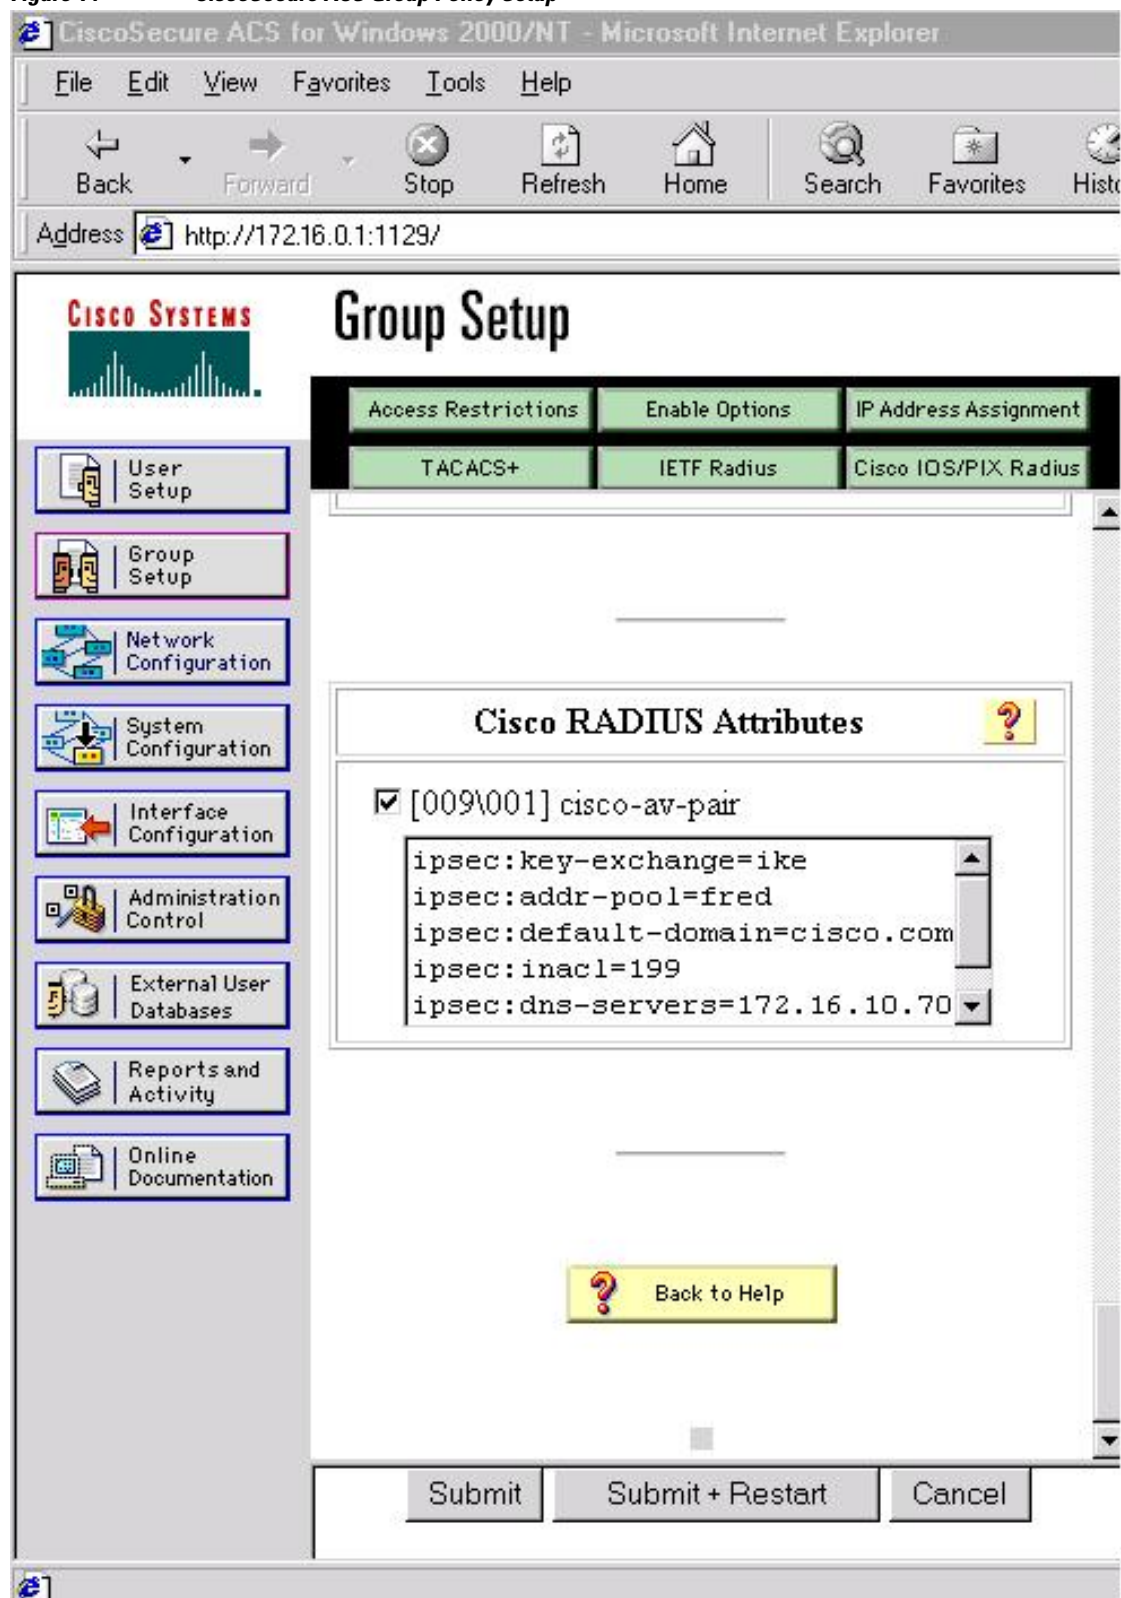 CiscoSecure ACS Group Policy Setup
CiscoSecure ACS for Windows 2000/NT - Microsoft Internet Explorer
File Edit View Favorites Tools Help
Back Forward Stop Refresh Home Search Favorites
Address http://172.16.0.1:1129/
CISCO SYSTEMS
Group Setup
Access Restrictions Enable Options IP Address Assignment
TACACS+ IETF Radius Cisco IOS/PIX Radius
User
Setup
Group
Setup
Network
Configuration
System
Configuration
Interface
Configuration
Administration
Control
External User
Databases
Reports and
Activity
Online
Documentation
Cisco RADIUS Attributes
[009\001] cisco-av-pair
ipsec:key-exchange=ike
ipsec:addr-pool=fred
ipsec:default-domain=cisco.com
ipsec:inacl=199
ipsec:dns-servers=172.16.10.70
Back to Help
Submit Submit + Restart Cancel